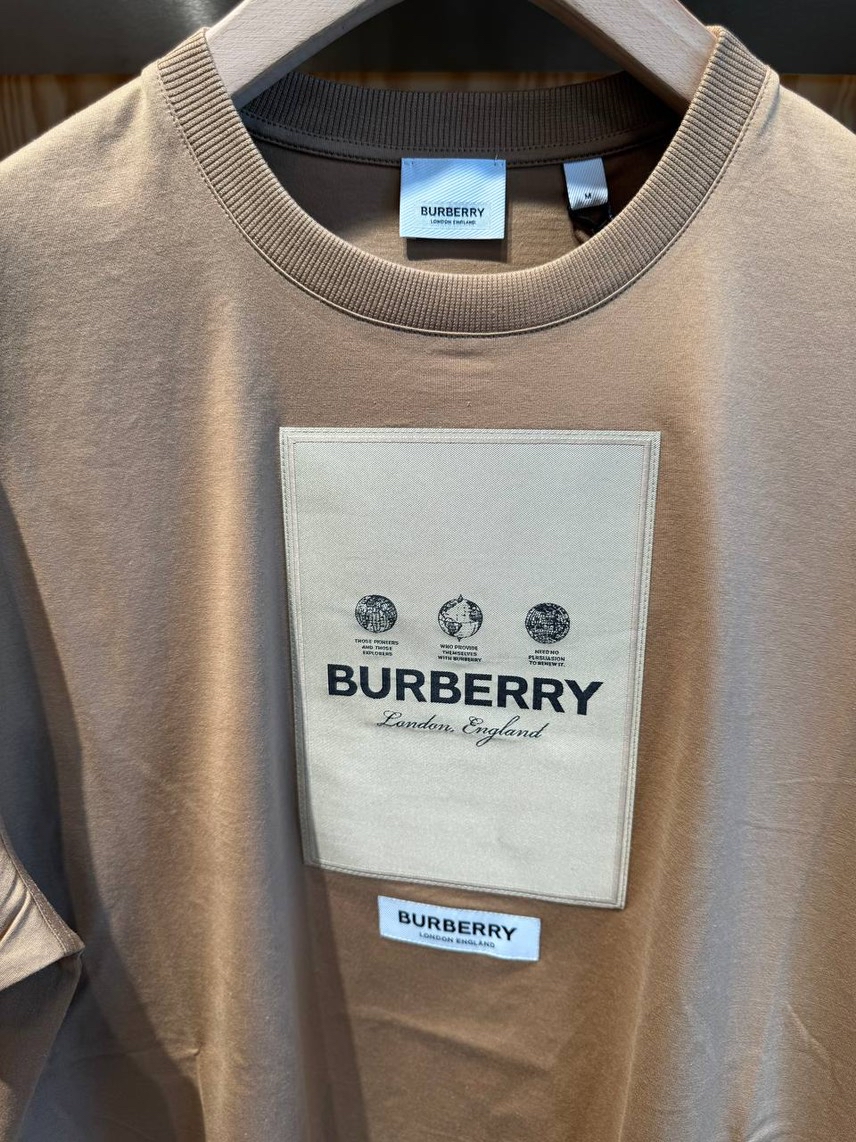 BURBERRY
LONDON ENGLAND
M
THOSE PIONEERS
AND THOSE
EXPLORERS
WHO PROVIDE
THEMSELVES
WITH BURBERRY
NEED NO
PERSUASION
TO RENEW IT.
BURBERRY
London, England
BURBERRY
LONDON ENGLAND